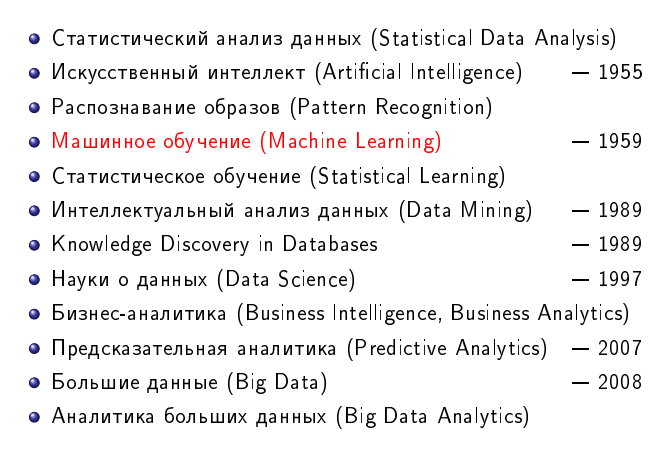 Статистический анализ данных (Statistical Data Analysis)
Искусственный интеллект (Artificial Intelligence) — 1955
Распознавание образов (Pattern Recognition)
Машинное обучение (Machine Learning) — 1959
Статистическое обучение (Statistical Learning)
Интеллектуальный анализ данных (Data Mining) — 1989
Knowledge Discovery in Databases — 1989
Науки о данных (Data Science) — 1997
Бизнес-аналитика (Business Intelligence, Business Analytics)
Предсказательная аналитика (Predictive Analytics) — 2007
Большие данные (Big Data) — 2008
Аналитика больших данных (Big Data Analytics)